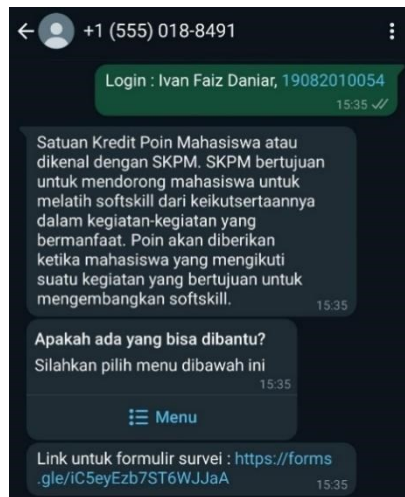 +1 (555) 018-8491
Login : Ivan Faiz Daniar, 19082010054
15:35
Satuan Kredit Poin Mahasiswa atau
dikenal dengan SKPM. SKPM bertujuan
untuk mendorong mahasiswa untuk
melatih softskill dari keikutsertaannya
dalam kegiatan-kegiatan yang
bermanfaat. Poin akan diberikan
ketika mahasiswa yang mengikuti
suatu kegiatan yang bertujuan untuk
mengembangkan softskill.
15:35
Apakah ada yang bisa dibantu?
Silahkan pilih menu dibawah ini
15:35
Menu
Link untuk formulir survei : https://forms
.gle/iC5eyEzb7ST6WJJaA
15:35